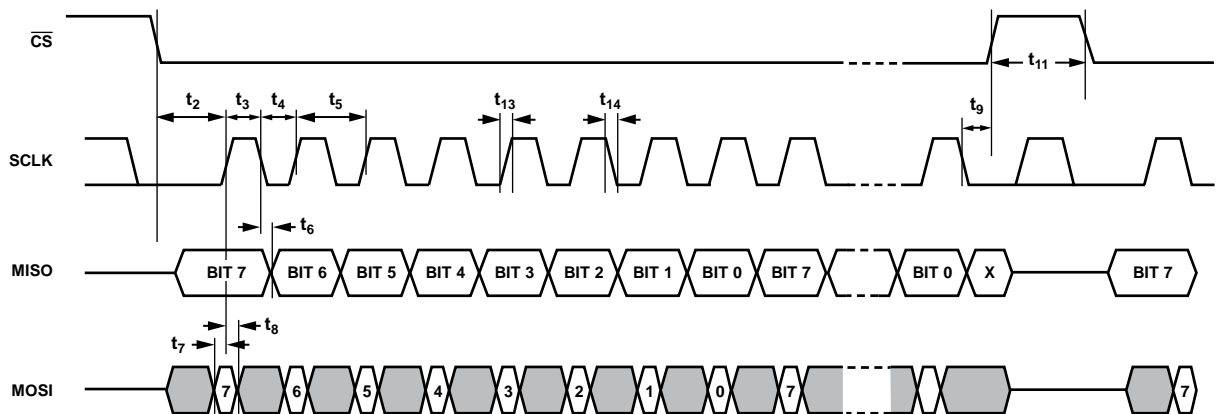 CS
t11
t2 t3 t4 t5 t13 t14 t9
SCLK
t6
MISO BIT 7 BIT 6 BIT 5 BIT 4 BIT 3 BIT 2 BIT 1 BIT 0 BIT 7 BIT 0 X BIT 7
t7 t8
MOSI 7 6 5 4 3 2 1 0 7 7